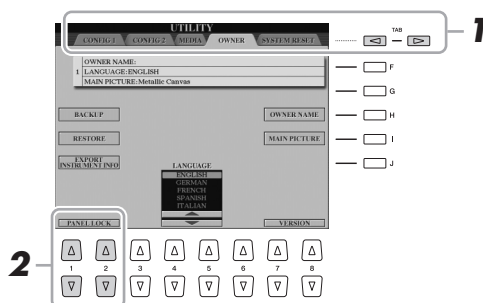 UTILITY
CONFIG 1 CONFIG 2 MEDIA OWNER SYSTEM RESET
TAB
1
OWNER NAME:
1 LANGUAGE:ENGLISH
MAIN PICTURE:Metallic Canvas
F
G
BACKUP OWNER NAME H
RESTORE MAIN PICTURE I
EXPORT
INSTRUMENT INFO
J
LANGUAGE
ENGLISH
GERMAN
FRENCH
SPANISH
ITALIAN
PANEL LOCK VERSION
2
1 2 3 4 5 6 7 8